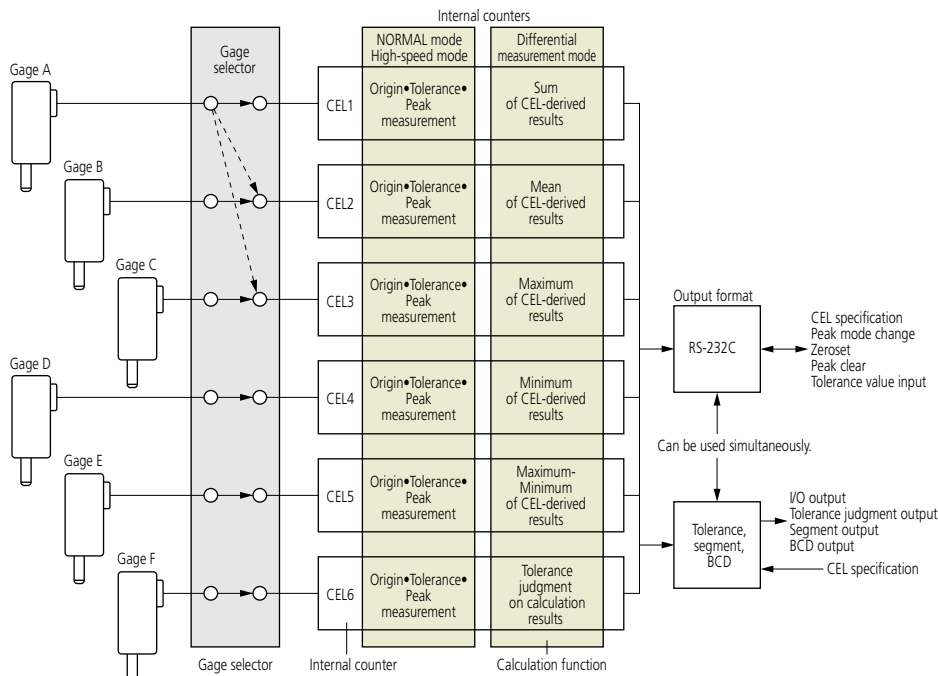 Internal counters
Gage
selector
NORMAL mode
High-speed mode
Differential
measurement mode
Gage A
CEL1
Origin•Tolerance•
Peak
measurement
Sum
of CEL-derived
results
Gage B
CEL2
Origin•Tolerance•
Peak
measurement
Mean
of CEL-derived
results
Gage C
CEL3
Origin•Tolerance•
Peak
measurement
Maximum
of CEL-derived
results
Output format
RS-232C
CEL specification
Peak mode change
Zeroset
Peak clear
Tolerance value input
Gage D
CEL4
Origin•Tolerance•
Peak
measurement
Minimum
of CEL-derived
results
Can be used simultaneously.
Gage E
CEL5
Origin•Tolerance•
Peak
measurement
Maximum-
Minimum
of CEL-derived
results
Tolerance,
segment,
BCD
I/O output
Tolerance judgment output
Segment output
BCD output
CEL specification
Gage F
CEL6
Origin•Tolerance•
Peak
measurement
Tolerance
judgment
on calculation
results
Gage selector
Internal counter
Calculation function